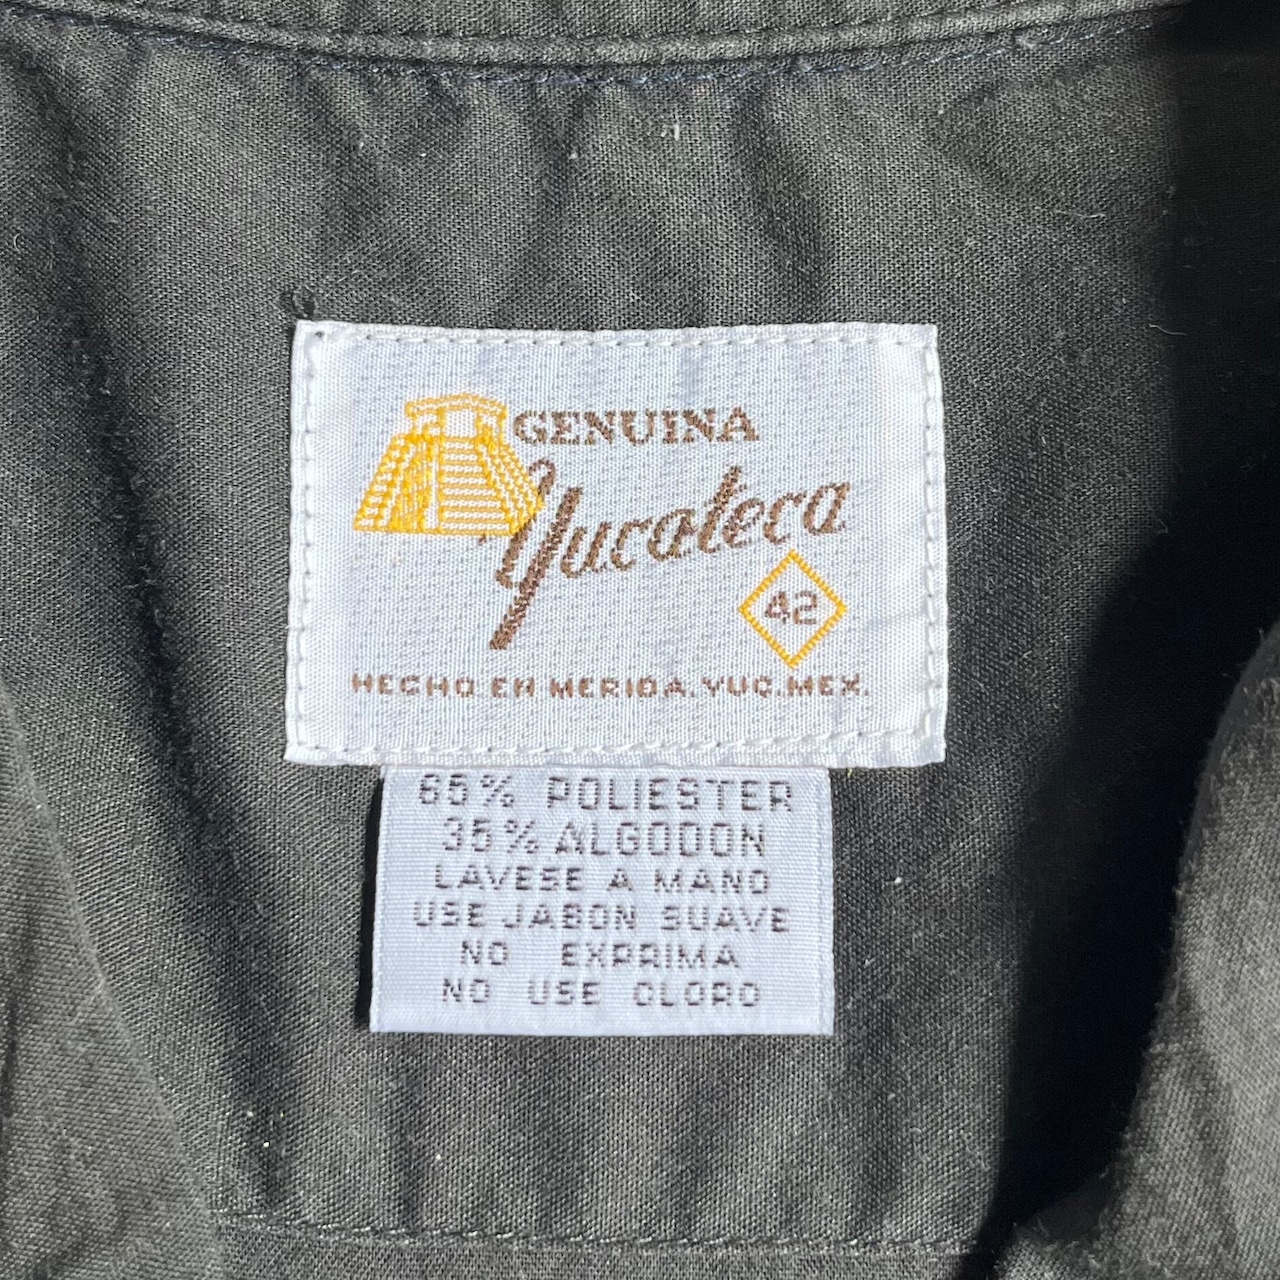 GENUINA
Yucateca
42
HECHO EN MERIDA, YUC. MEX.
65% POLIESTER
35% ALGODON
LAVESE A MANO
USE JABON SUAVE
NO EXPRIMA
NO USE CLORO